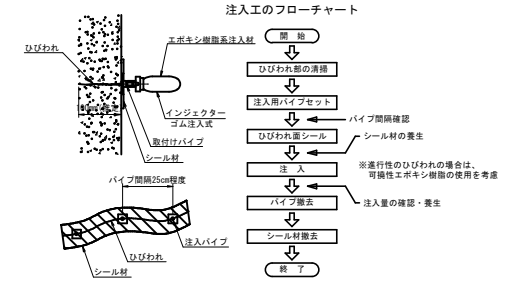 注入工のフローチャート
ひびわれ
エポキシ樹脂系注入材
インジェクター
ゴム注入式
取付けパイプ
シール材
パイプ間隔25cm程度
注入パイプ
ひびわれ
シール材
開 始
ひびわれ部の清掃
注入用パイプセット
パイプ間隔確認
ひびわれ面シール
シール材の養生
注 入
※進行性のひびわれの場合は、
可撓性エポキシ樹脂の使用を考慮
パイプ撤去
注入量の確認・養生
シール材撤去
終 了